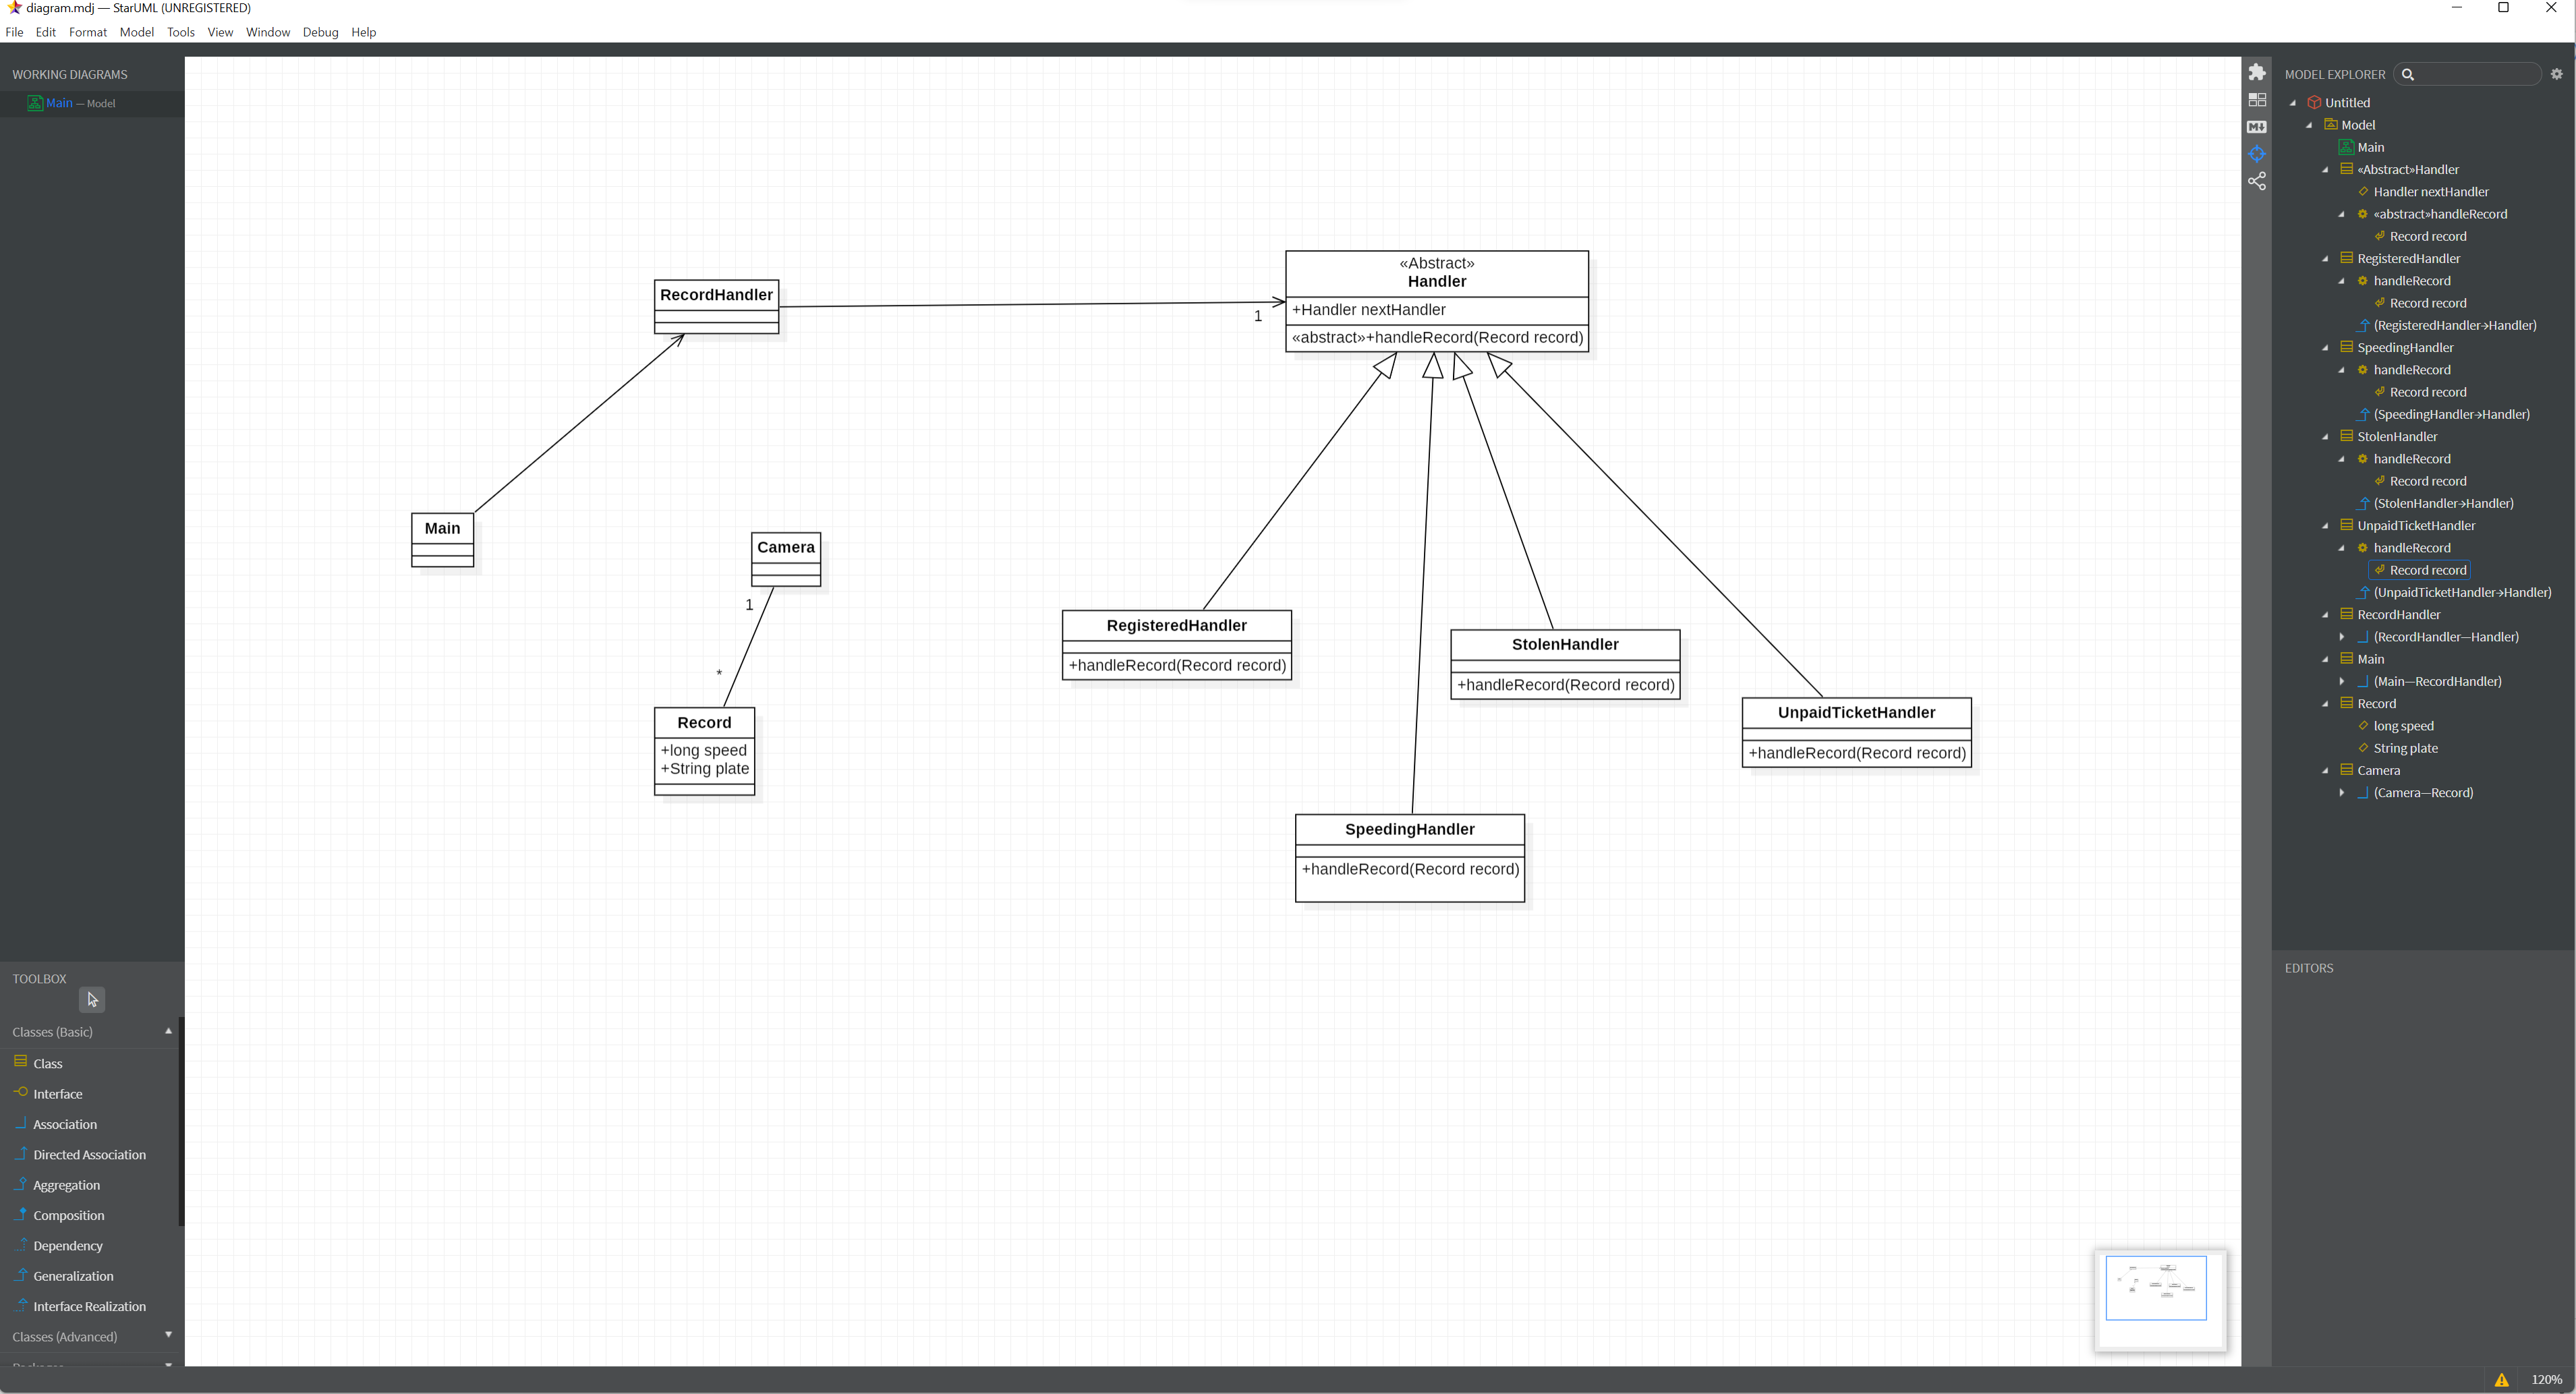 diagram.mdj — StarUML (UNREGISTERED)
File Edit Format Model Tools View Window Debug Help
WORKING DIAGRAMS
Main — Model
RecordHandler
1
«Abstract»
Handler
+Handler nextHandler
«abstract»+handleRecord(Record record)
Main
Camera
1
*
Record
+long speed
+String plate
RegisteredHandler
+handleRecord(Record record)
StolenHandler
+handleRecord(Record record)
UnpaidTicketHandler
+handleRecord(Record record)
SpeedingHandler
+handleRecord(Record record)
TOOLBOX
Classes (Basic)
Class
Interface
Association
Directed Association
Aggregation
Composition
Dependency
Generalization
Interface Realization
Classes (Advanced)
MODEL EXPLORER
Untitled
Model
Main
«Abstract»Handler
Handler nextHandler
«abstract»handleRecord
Record record
RegisteredHandler
handleRecord
Record record
(RegisteredHandler→Handler)
SpeedingHandler
handleRecord
Record record
(SpeedingHandler→Handler)
StolenHandler
handleRecord
Record record
(StolenHandler→Handler)
UnpaidTicketHandler
handleRecord
Record record
(UnpaidTicketHandler→Handler)
RecordHandler
(RecordHandler—Handler)
Main
(Main—RecordHandler)
Record
long speed
String plate
Camera
(Camera—Record)
EDITORS
120%